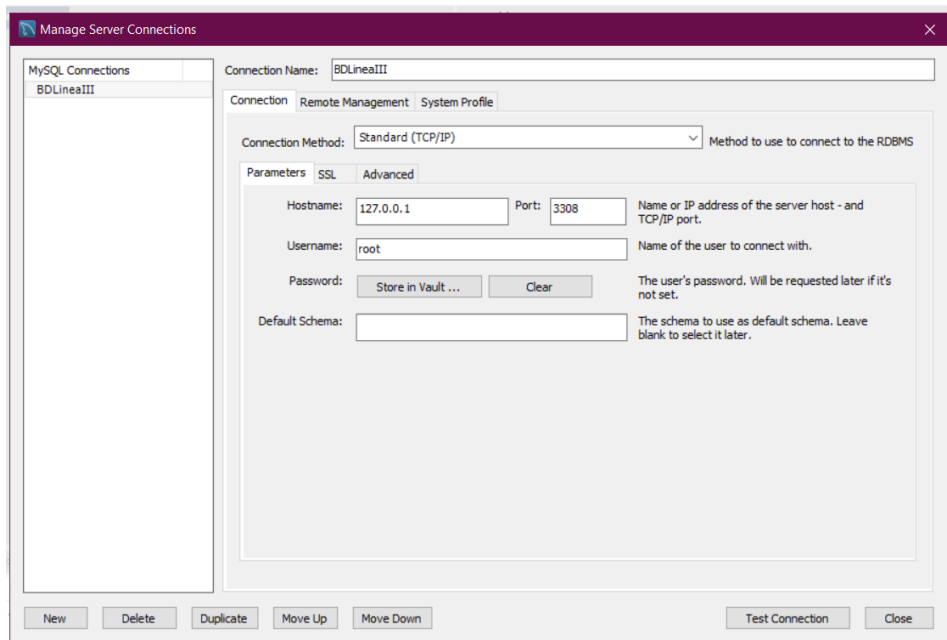 Manage Server Connections
MySQL Connections
BDLineaIII
Connection Name: BDLineaIII
Connection Remote Management System Profile
Connection Method: Standard (TCP/IP) Method to use to connect to the RDBMS
Parameters SSL Advanced
Hostname: 127.0.0.1 Port: 3308 Name or IP address of the server host - and
TCP/IP port.
Username: root Name of the user to connect with.
Password: Store in Vault ... Clear The user's password. Will be requested later if it's
not set.
Default Schema: The schema to use as default schema. Leave
blank to select it later.
New Delete Duplicate Move Up Move Down Test Connection Close